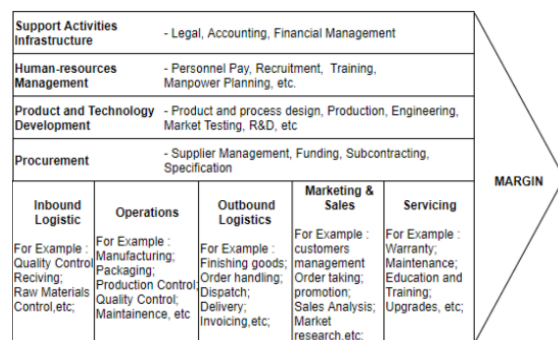 Support Activities
Infrastructure
- Legal, Accounting, Financial Management
Human-resources
Management
- Personnel Pay, Recruitment, Training,
Manpower Planning, etc.
Product and Technology
Development
- Product and process design, Production, Engineering,
Market Testing, R&D, etc
Procurement
- Supplier Management, Funding, Subcontracting,
Specification
MARGIN
Inbound
Logistic
For Example :
Quality Control
Reciving;
Raw Materials
Control,etc;
Operations
For Example :
Manufacturing;
Packaging;
Production Control;
Quality Control;
Maintainence, etc
Outbound
Logistics
For Example :
Finishing goods;
Order handling;
Dispatch;
Delivery;
Invoicing,etc;
Marketing &
Sales
For Example :
customers
management
Order taking;
promotion;
Sales Analysis;
Market
research,etc;
Servicing
For Example :
Warranty;
Maintenance;
Education and
Training;
Upgrades, etc;